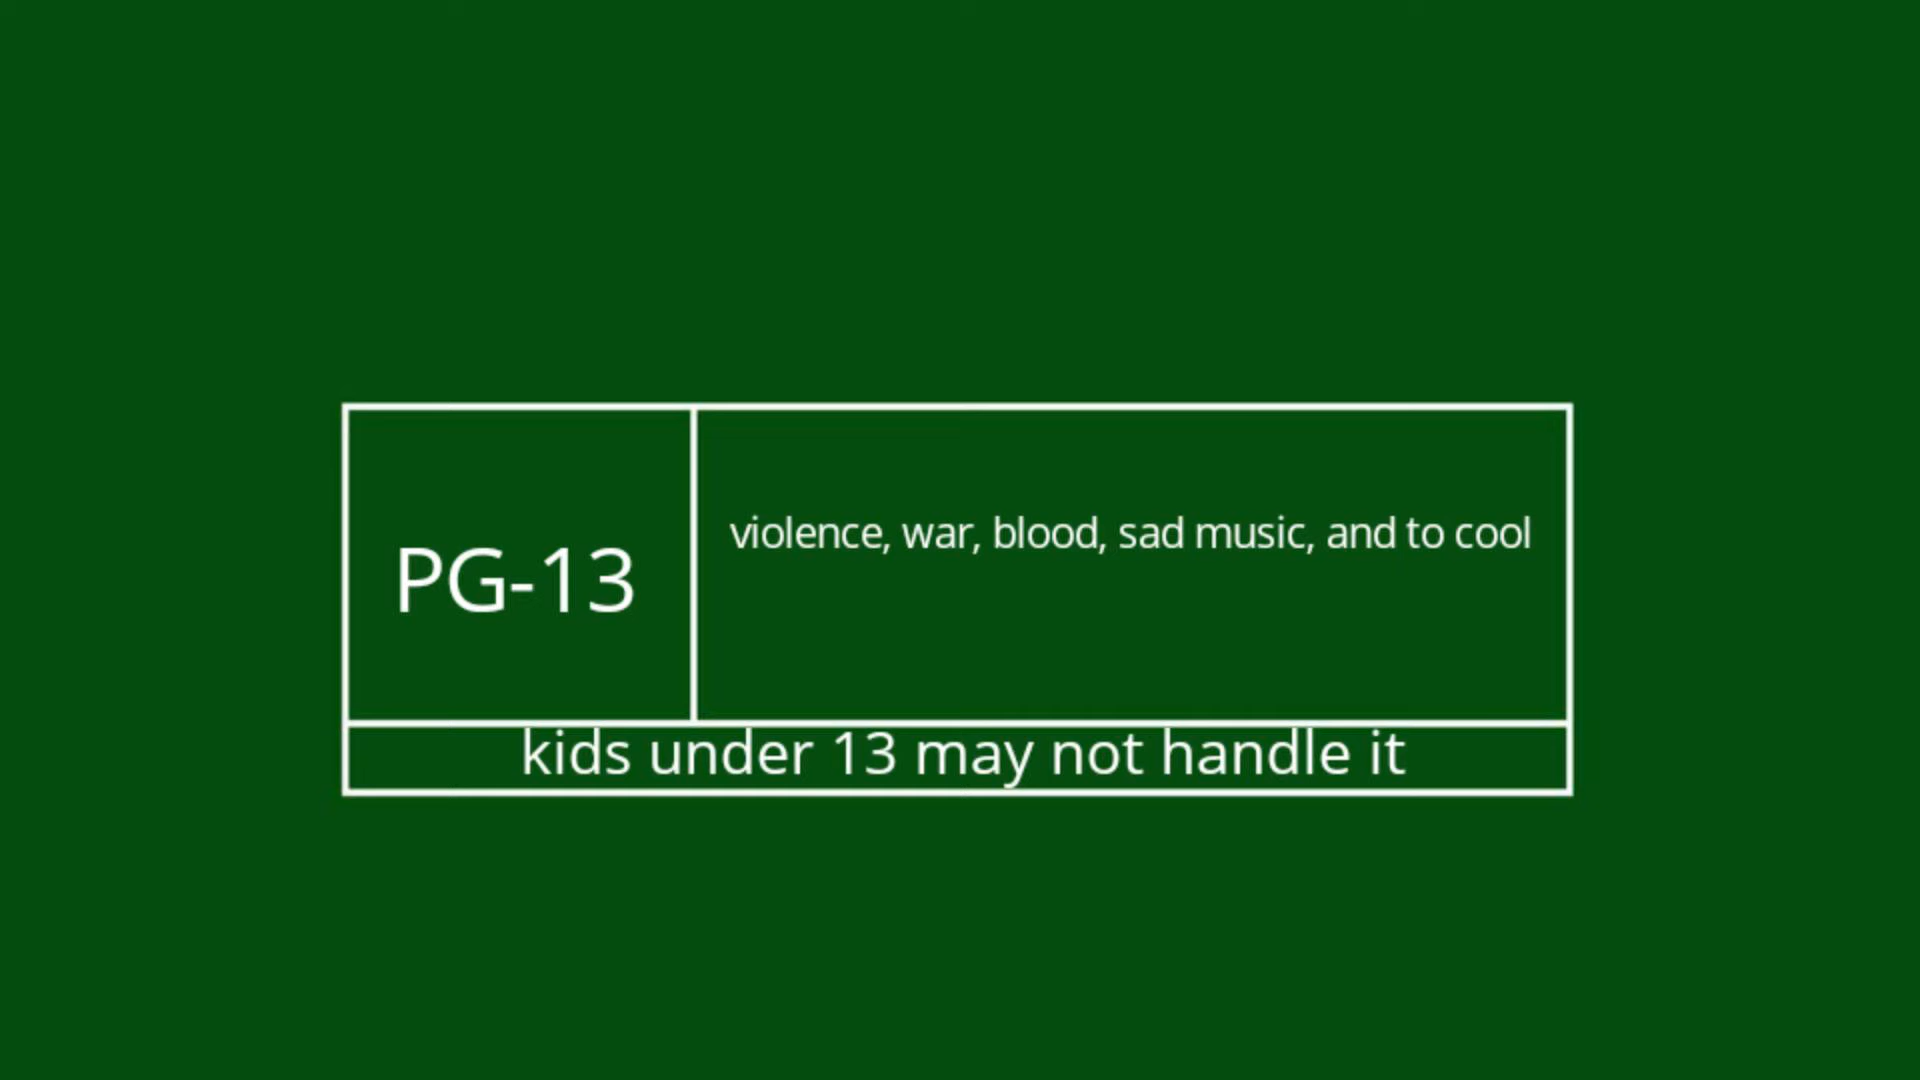 PG-13
violence, war, blood, sad music, and to cool
kids under 13 may not handle it